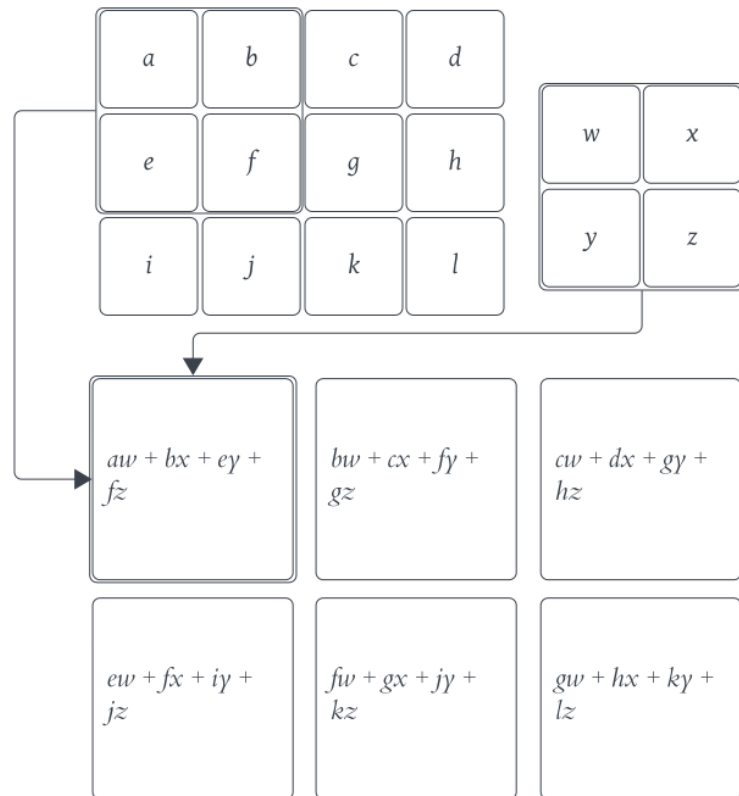 a b c d
w x
e f g h
y z
i j k l
aw + bx + ey +
fz
bw + cx + fy +
gz
cw + dx + gy +
hz
ew + fx + iy +
jz
fw + gx + jy +
kz
gw + hx + ky +
lz